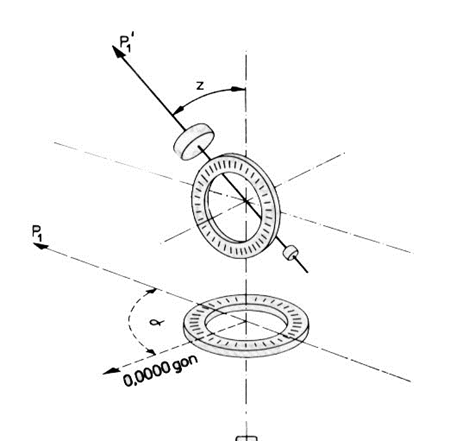 P₁'
z
P₁
α
0,0000 gon